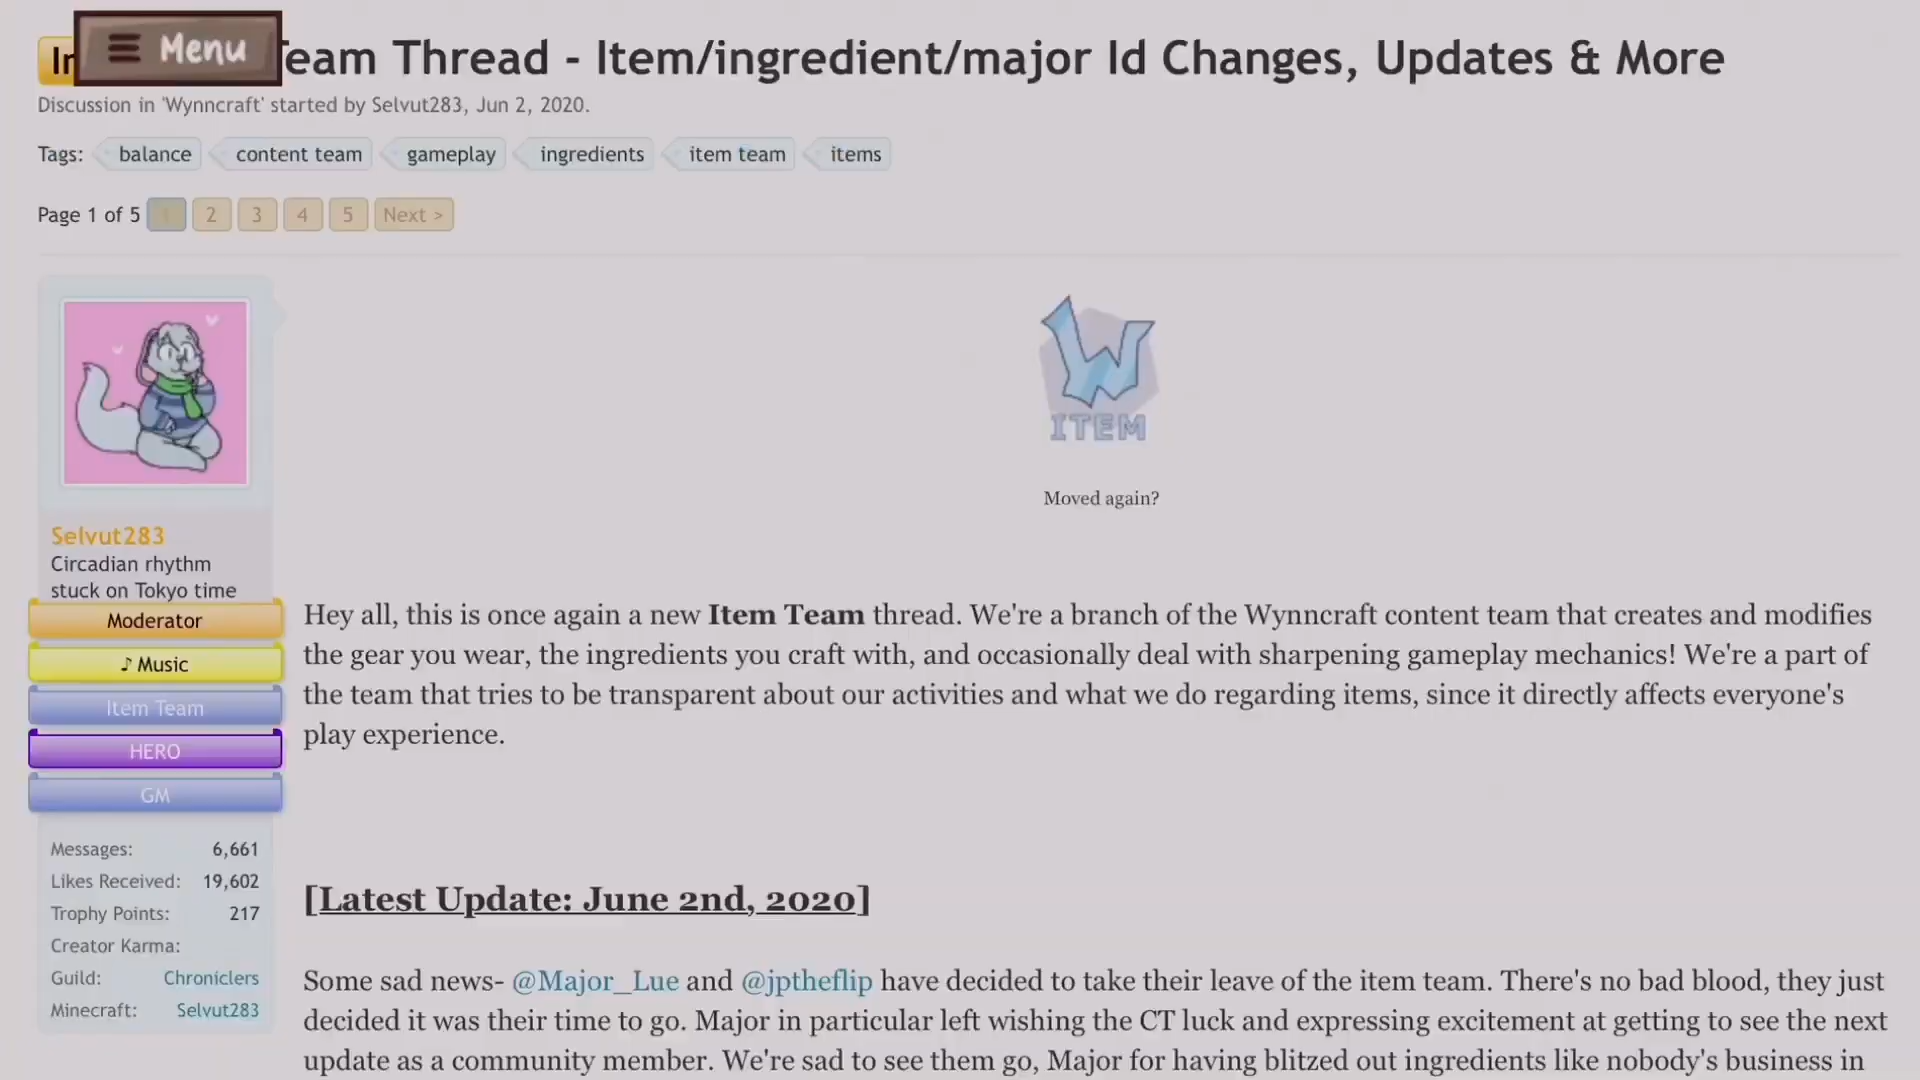 Menu
eam Thread - Item/ingredient/major Id Changes, Updates & More
Discussion in 'Wynncraft' started by Selvut283, Jun 2, 2020.
Tags: balance content team gameplay ingredients item team items
Page 1 of 5 2 3 4 5 Next >
W
ITEM
Moved again?
Selvut283
Circadian rhythm
stuck on Tokyo time
Moderator
♪ Music
Item Team
HERO
GM
Messages: 6,661
Likes Received: 19,602
Trophy Points: 217
Creator Karma:
Guild: Chroniclers
Minecraft: Selvut283
Hey all, this is once again a new Item Team thread. We're a branch of the Wynncraft content team that creates and modifies
the gear you wear, the ingredients you craft with, and occasionally deal with sharpening gameplay mechanics! We're a part of
the team that tries to be transparent about our activities and what we do regarding items, since it directly affects everyone's
play experience.
[Latest Update: June 2nd, 2020]
Some sad news- @Major_Lue and @jptheflip have decided to take their leave of the item team. There's no bad blood, they just
decided it was their time to go. Major in particular left wishing the CT luck and expressing excitement at getting to see the next
update as a community member. We're sad to see them go, Major for having blitzed out ingredients like nobody's business in